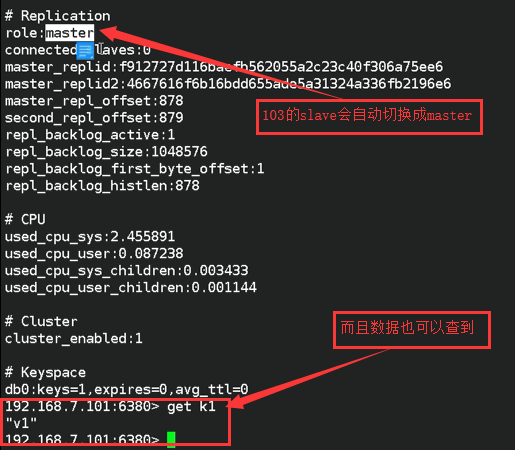 # Replication
role:master
connected laves:0
master_replid:f912727d116bacfb562055a2c23c40f306a75ee6
master_replid2:4667616f6b16bdd655ade5a31324a336fb2196e6
master_repl_offset:878
second_repl_offset:879
repl_backlog_active:1
repl_backlog_size:1048576
repl_backlog_first_byte_offset:1
repl_backlog_histlen:878
103的slave会自动切换成master
# CPU
used_cpu_sys:2.455891
used_cpu_user:0.087238
used_cpu_sys_children:0.003433
used_cpu_user_children:0.001144
# Cluster
cluster_enabled:1
而且数据也可以查到
# Keyspace
db0:keys=1,expires=0,avg_ttl=0
192.168.7.101:6380> get k1
"v1"
192.168.7.101:6380>